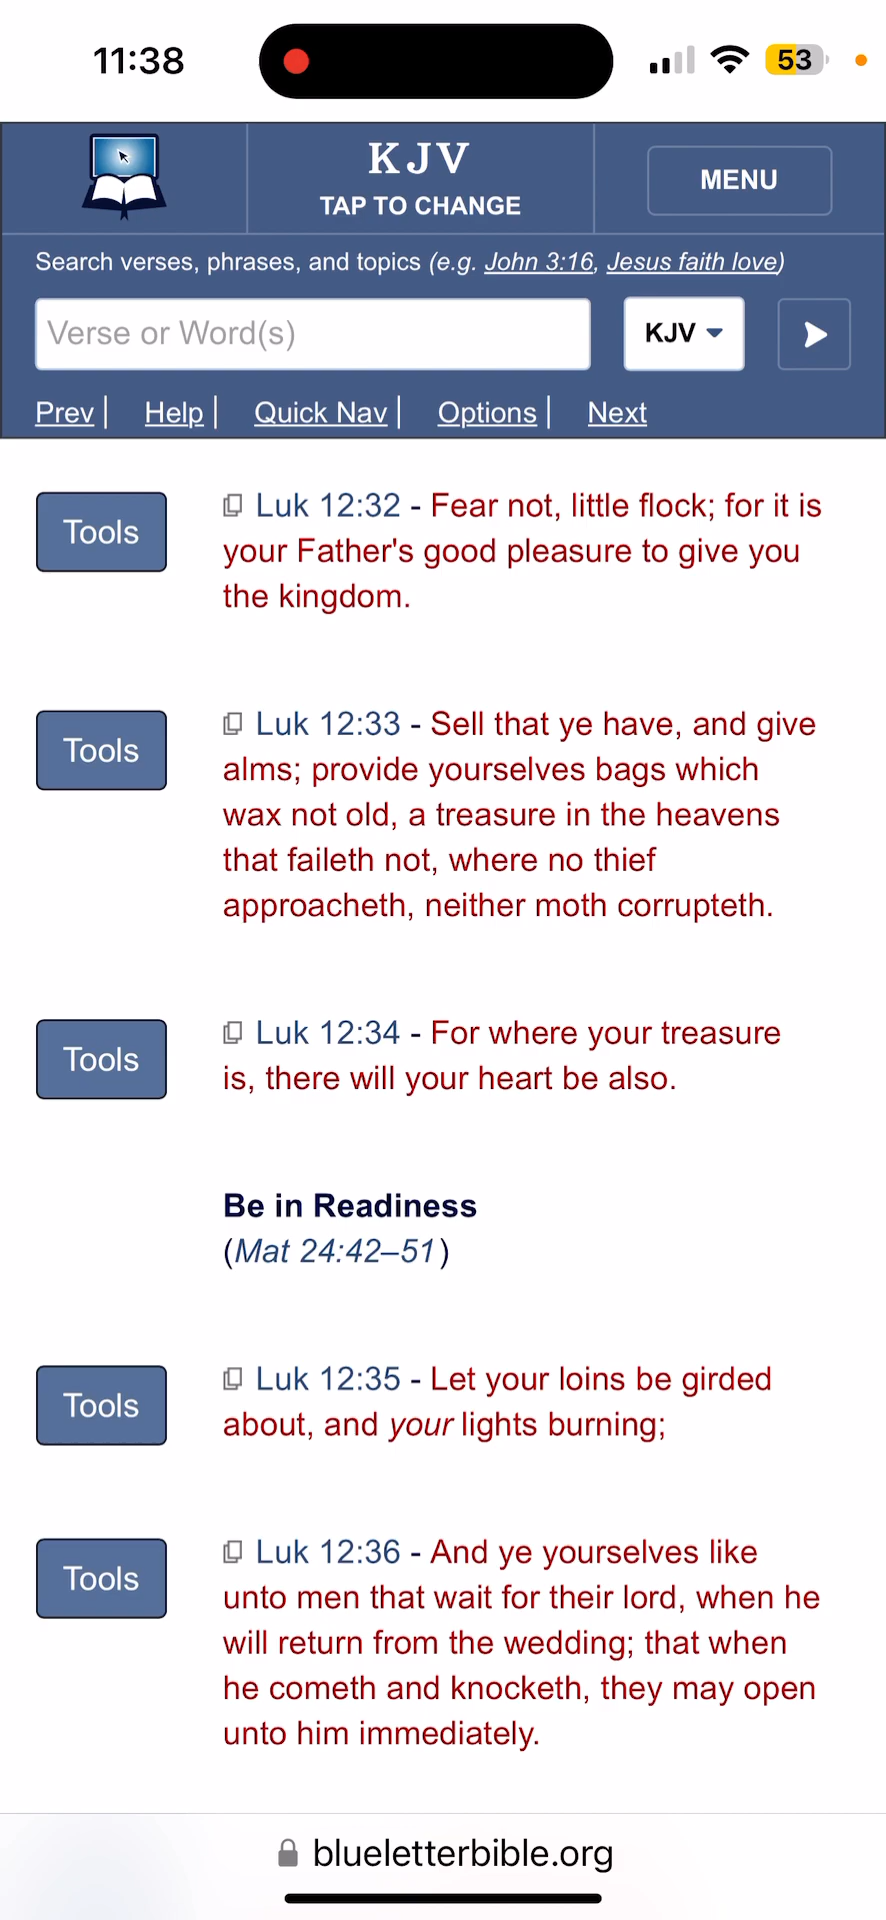 11:38
53
KJV
TAP TO CHANGE
MENU
Search verses, phrases, and topics (e.g. John 3:16, Jesus faith love)
Verse or Word(s)
KJV
Prev | Help | Quick Nav | Options | Next
Tools
Luk 12:32 - Fear not, little flock; for it is
your Father's good pleasure to give you
the kingdom.
Tools
Luk 12:33 - Sell that ye have, and give
alms; provide yourselves bags which
wax not old, a treasure in the heavens
that faileth not, where no thief
approacheth, neither moth corrupteth.
Tools
Luk 12:34 - For where your treasure
is, there will your heart be also.
Be in Readiness
(Mat 24:42–51)
Tools
Luk 12:35 - Let your loins be girded
about, and your lights burning;
Tools
Luk 12:36 - And ye yourselves like
unto men that wait for their lord, when he
will return from the wedding; that when
he cometh and knocketh, they may open
unto him immediately.
blueletterbible.org